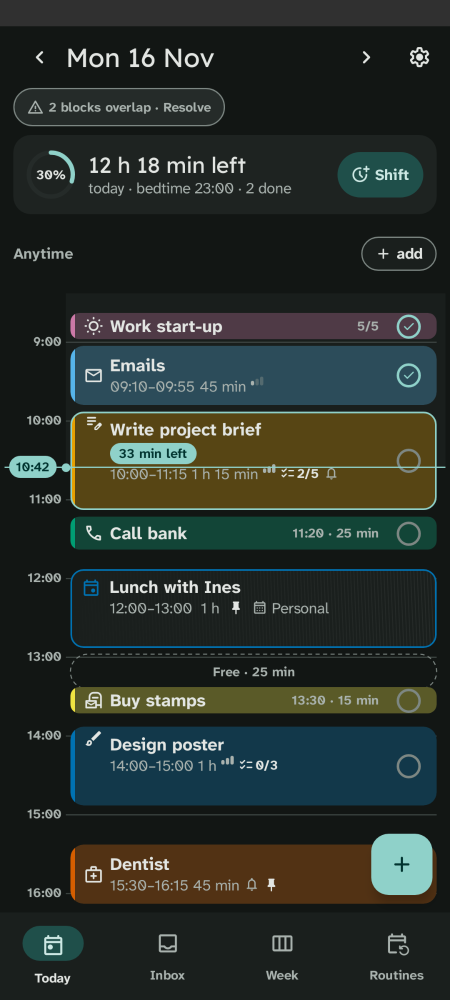 Mon 16 Nov
2 blocks overlap · Resolve
30%
12 h 18 min left
today · bedtime 23:00 · 2 done
Shift
Anytime
+ add
Work start-up 5/5
9:00
Emails
09:10–09:55 45 min
10:00
Write project brief
33 min left
10:42
10:00–11:15 1 h 15 min 2/5
11:00
Call bank 11:20 · 25 min
12:00
Lunch with Ines
12:00–13:00 1 h Personal
13:00
Free · 25 min
Buy stamps 13:30 · 15 min
14:00
Design poster
14:00–15:00 1 h 0/3
15:00
Dentist
15:30–16:15 45 min
16:00
Today
Inbox
Week
Routines